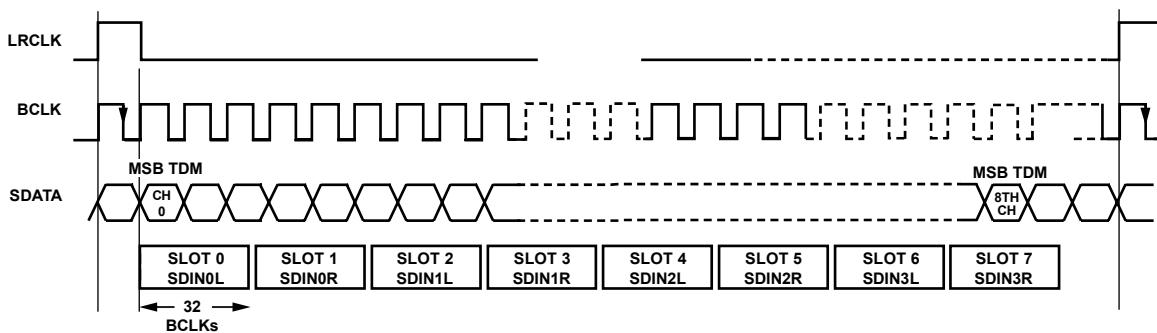 LRCLK
BCLK
MSB TDM
MSB TDM
SDATA
CH
0
8TH
CH
SLOT 0
SDIN0L
SLOT 1
SDIN0R
SLOT 2
SDIN1L
SLOT 3
SDIN1R
SLOT 4
SDIN2L
SLOT 5
SDIN2R
SLOT 6
SDIN3L
SLOT 7
SDIN3R
32
BCLKs